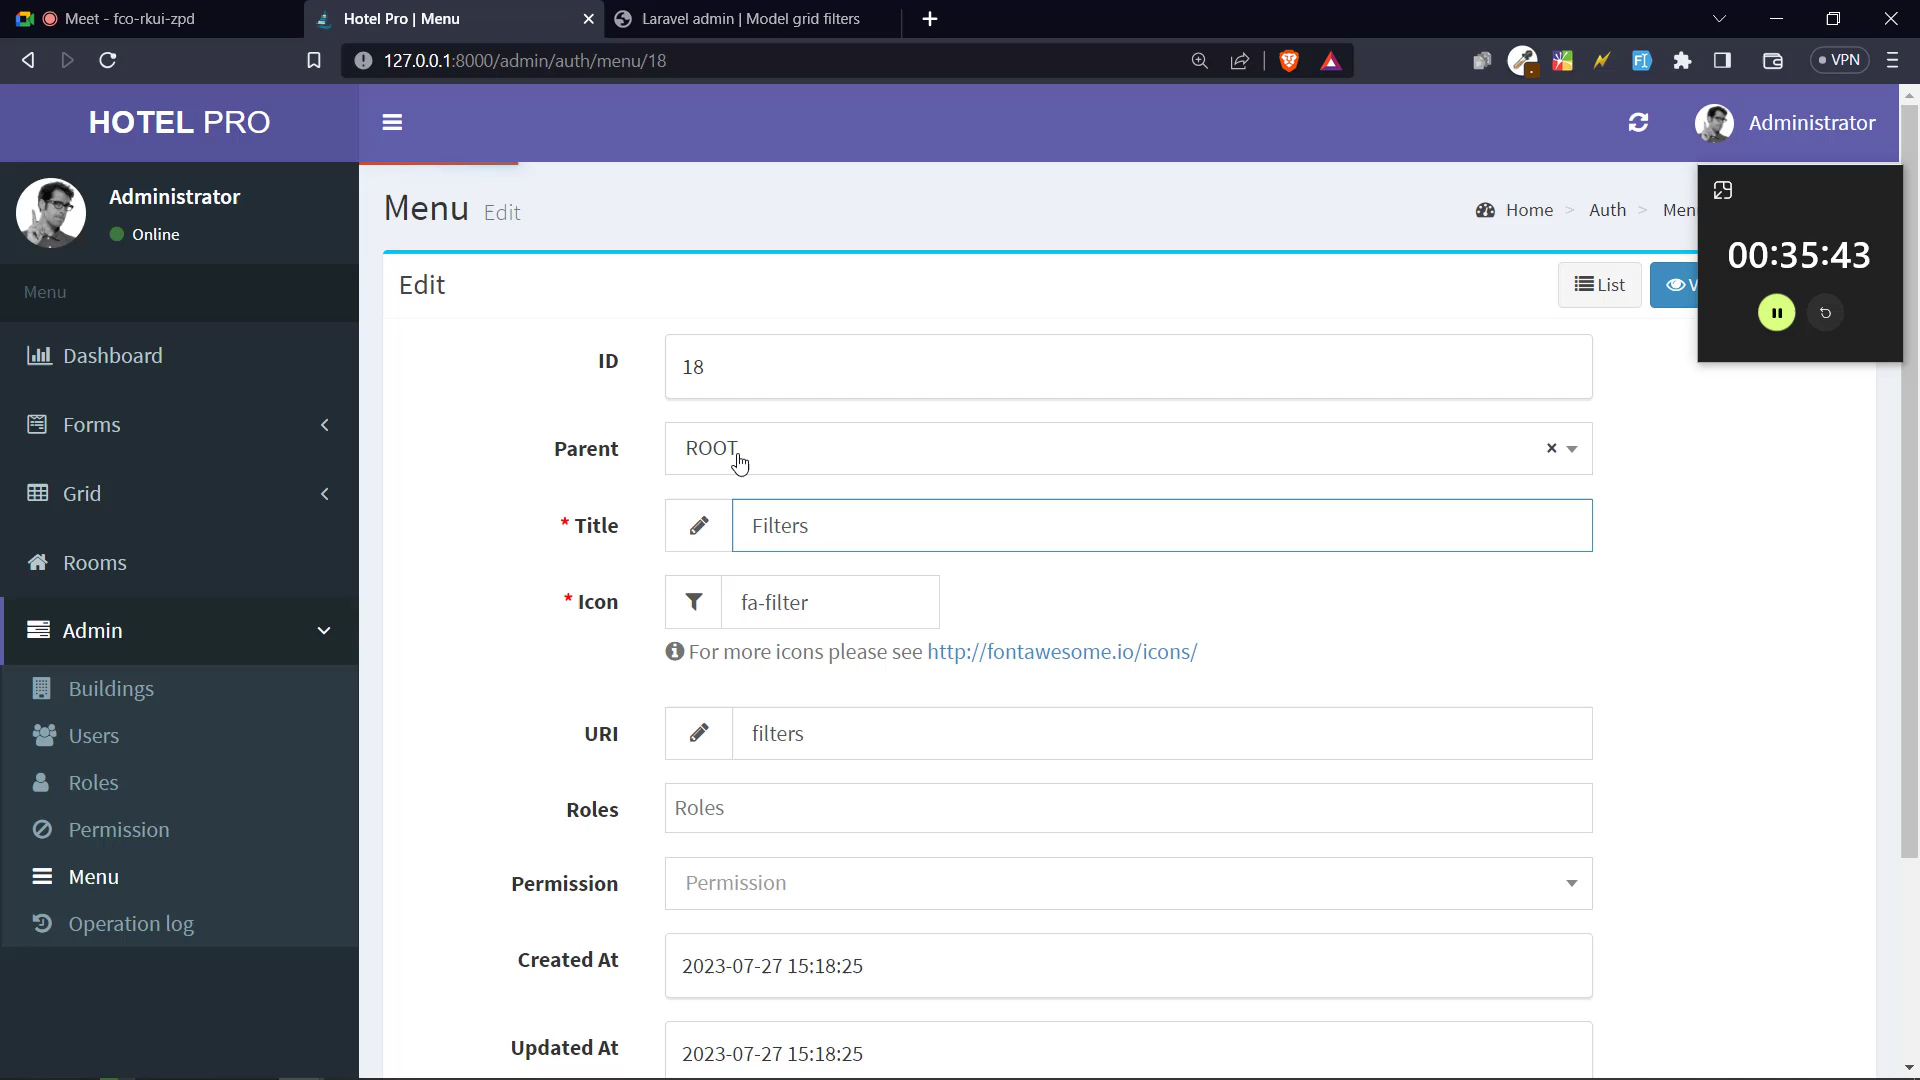 Meet - fco-rkui-zpd
Hotel Pro | Menu
Laravel admin | Model grid filters
127.0.0.1:8000/admin/auth/menu/18
VPN
HOTEL PRO
Administrator
Administrator
Online
Menu
Dashboard
Forms
Grid
Rooms
Admin
Buildings
Users
Roles
Permission
Menu
Operation log
Menu Edit
Home > Auth > Men
00:35:43
Edit
List
V
ID
18
Parent
ROOT
× 
* Title
Filters
* Icon
fa-filter
For more icons please see http://fontawesome.io/icons/
URI
filters
Roles
Roles
Permission
Permission
Created At
2023-07-27 15:18:25
Updated At
2023-07-27 15:18:25